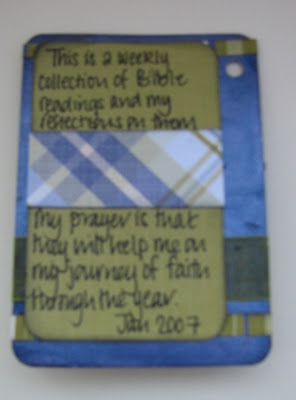 This is a weekly
collection of Bible
readings and my
reflections on them
My prayer is that
they will help me on
my journey of faith
through the year.
Jan 2007